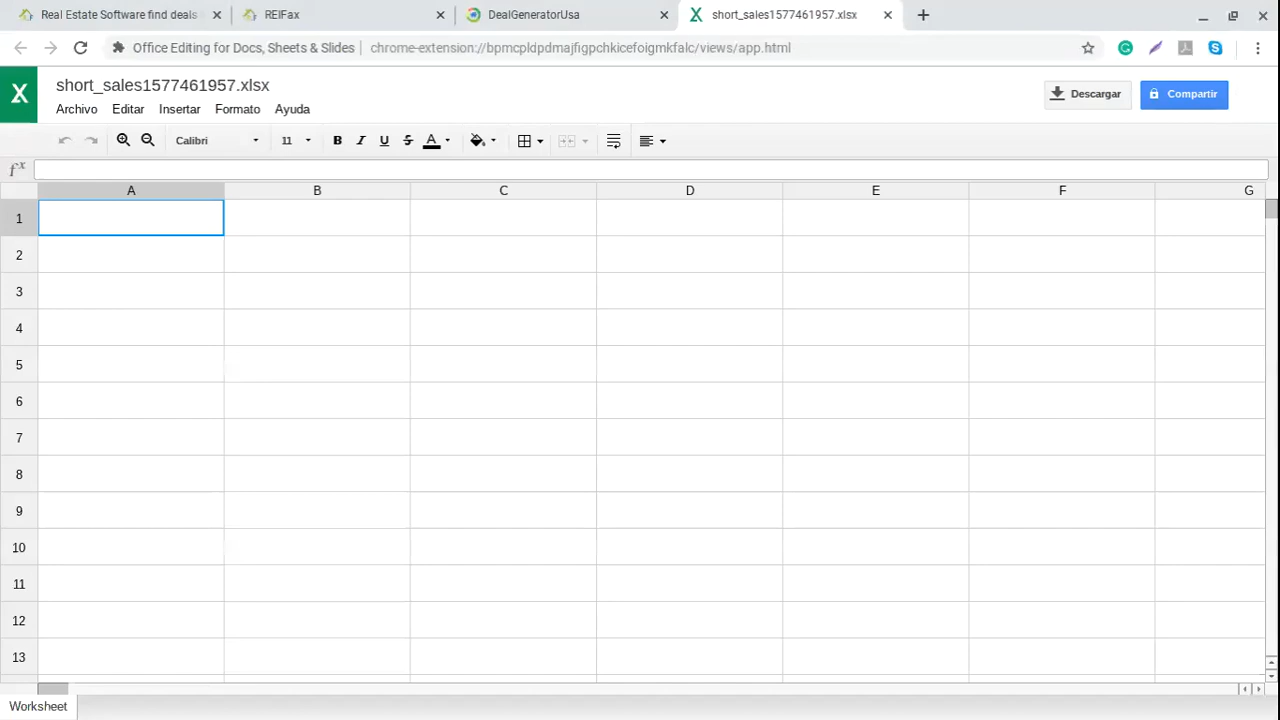 Real Estate Software find deals
REIFax
DealGeneratorUsa
short_sales1577461957.xlsx
Office Editing for Docs, Sheets & Slides
chrome-extension://bpmcpldpdmajfigpchkicefoigmkfalc/views/app.html
X
short_sales1577461957.xlsx
Archivo Editar Insertar Formato Ayuda
Descargar
Compartir
Calibri 11 B I U S A
fx
A B C D E F G
1
2
3
4
5
6
7
8
9
10
11
12
13
Worksheet